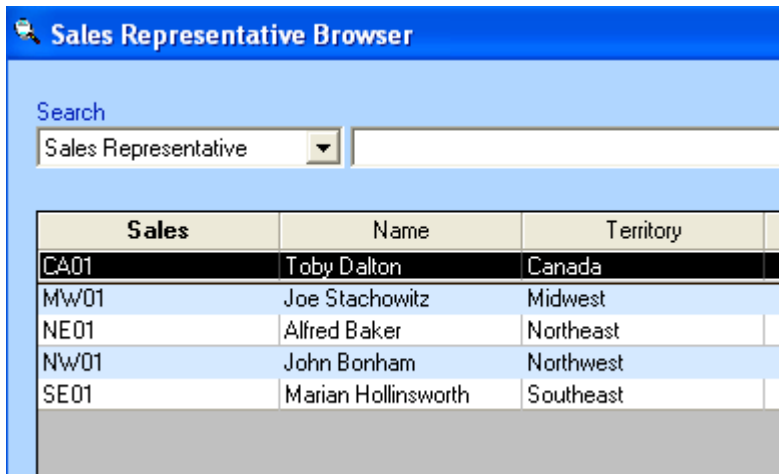 Sales Representative Browser
Search
Sales Representative
Sales Name Territory
CA01 Toby Dalton Canada
MW01 Joe Stachowitz Midwest
NE01 Alfred Baker Northeast
NW01 John Bonham Northwest
SE01 Marian Hollinsworth Southeast